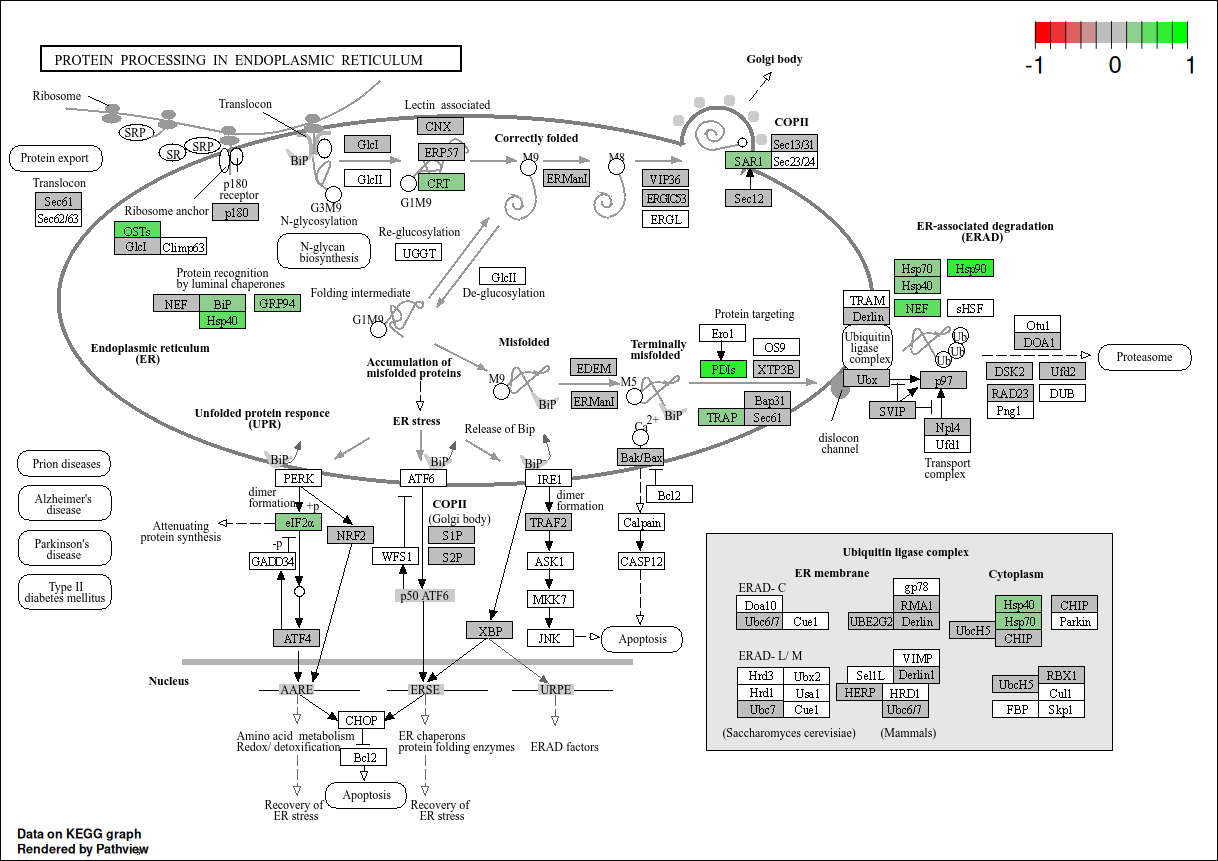 PROTEIN PROCESSING IN ENDOPLASMIC RETICULUM
-1 0 1
Golgi body
Ribosome
SRP
SR
SRP
Translocon
Protein export
Translocon
Sec61
Sec62/63
Ribosome anchor
p180
receptor
p180
OSTs
GlcI
Climp63
BiP
G3M9
N-glycosylation
N-glycan
biosynthesis
GlcI
GlcII
Lectin associated
CNX
ERP57
CRT
G1M9
Re-glucosylation
UGGT
GlcII
De-glucosylation
Correctly folded
M9
ERManI
M8
VIP36
ERGIC53
ERGL
COPII
Sec13/31
SAR1
Sec23/24
Sec12
Protein recognition
by luminal chaperones
NEF
BiP
GRP94
Hsp40
Folding intermediate
G1M9
Endoplasmic reticulum
(ER)
Accumulation of
misfolded proteins
ER stress
Misfolded
M9
BiP
EDEM
ERManI
Terminally
misfolded
M5
BiP
Protein targeting
Ero1
OS9
PDIs
XTP3B
Bap31
TRAP
Sec61
ER-associated degradation
(ERAD)
Hsp70
Hsp90
Hsp40
NEF
sHSF
TRAM
Derlin
Ubiquitin
ligase
complex
Ub
Ub
Ub
Otu1
DOA1
Proteasome
Ubx
p97
DSK2
Ufd2
RAD23
DUB
Png1
SVIP
Npl4
Ufd1
Transport
complex
dislocon
channel
Unfolded protein responce
(UPR)
Release of Bip
BiP
BiP
BiP
PERK
ATF6
IRE1
Ca2+
Bak/Bax
Bcl2
Calpain
CASP12
Apoptosis
Prion diseases
Alzheimer's
disease
Parkinson's
disease
Type II
diabetes mellitus
dimer
formation
+p
Attenuating
protein synthesis
eIF2α
-p
GADD34
NRF2
ATF4
COPII
(Golgi body)
S1P
S2P
WFS1
p50 ATF6
dimer
formation
TRAF2
ASK1
MKK7
JNK
XBP
Nucleus
AARE
ERSE
URPE
CHOP
Bcl2
Apoptosis
Amino acid metabolism
Redox/ detoxification
ER chaperons
protein folding enzymes
ERAD factors
Recovery of
ER stress
Recovery of
ER stress
Ubiquitin ligase complex
ER membrane
Cytoplasm
ERAD- C
Doa10
Ubc6/7
Cue1
gp78
RMA1
UBE2G2
Derlin
Hsp40
Hsp70
UbcH5
CHIP
CHIP
Parkin
ERAD- L/ M
Hrd3
Ubx2
Hrd1
Usa1
Ubc7
Cue1
VIMP
Sel1L
Derlin1
HERP
HRD1
Ubc6/7
UbcH5
RBX1
Cul1
FBP
Skp1
(Saccharomyces cerevisiae)
(Mammals)
Data on KEGG graph
Rendered by Pathview